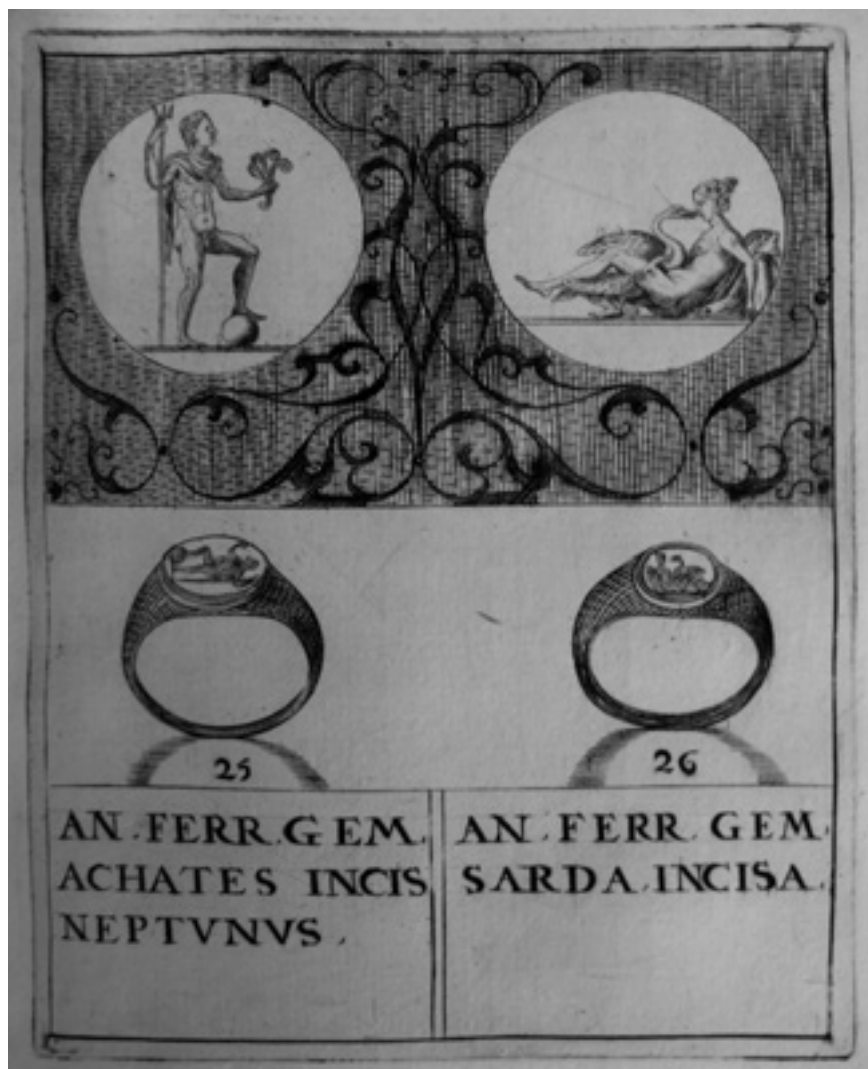 25
26
AN. FERR. GEM.
ACHATES INCIS
NEPTVNVS.
AN. FERR GEM.
SARDA. INCISA.